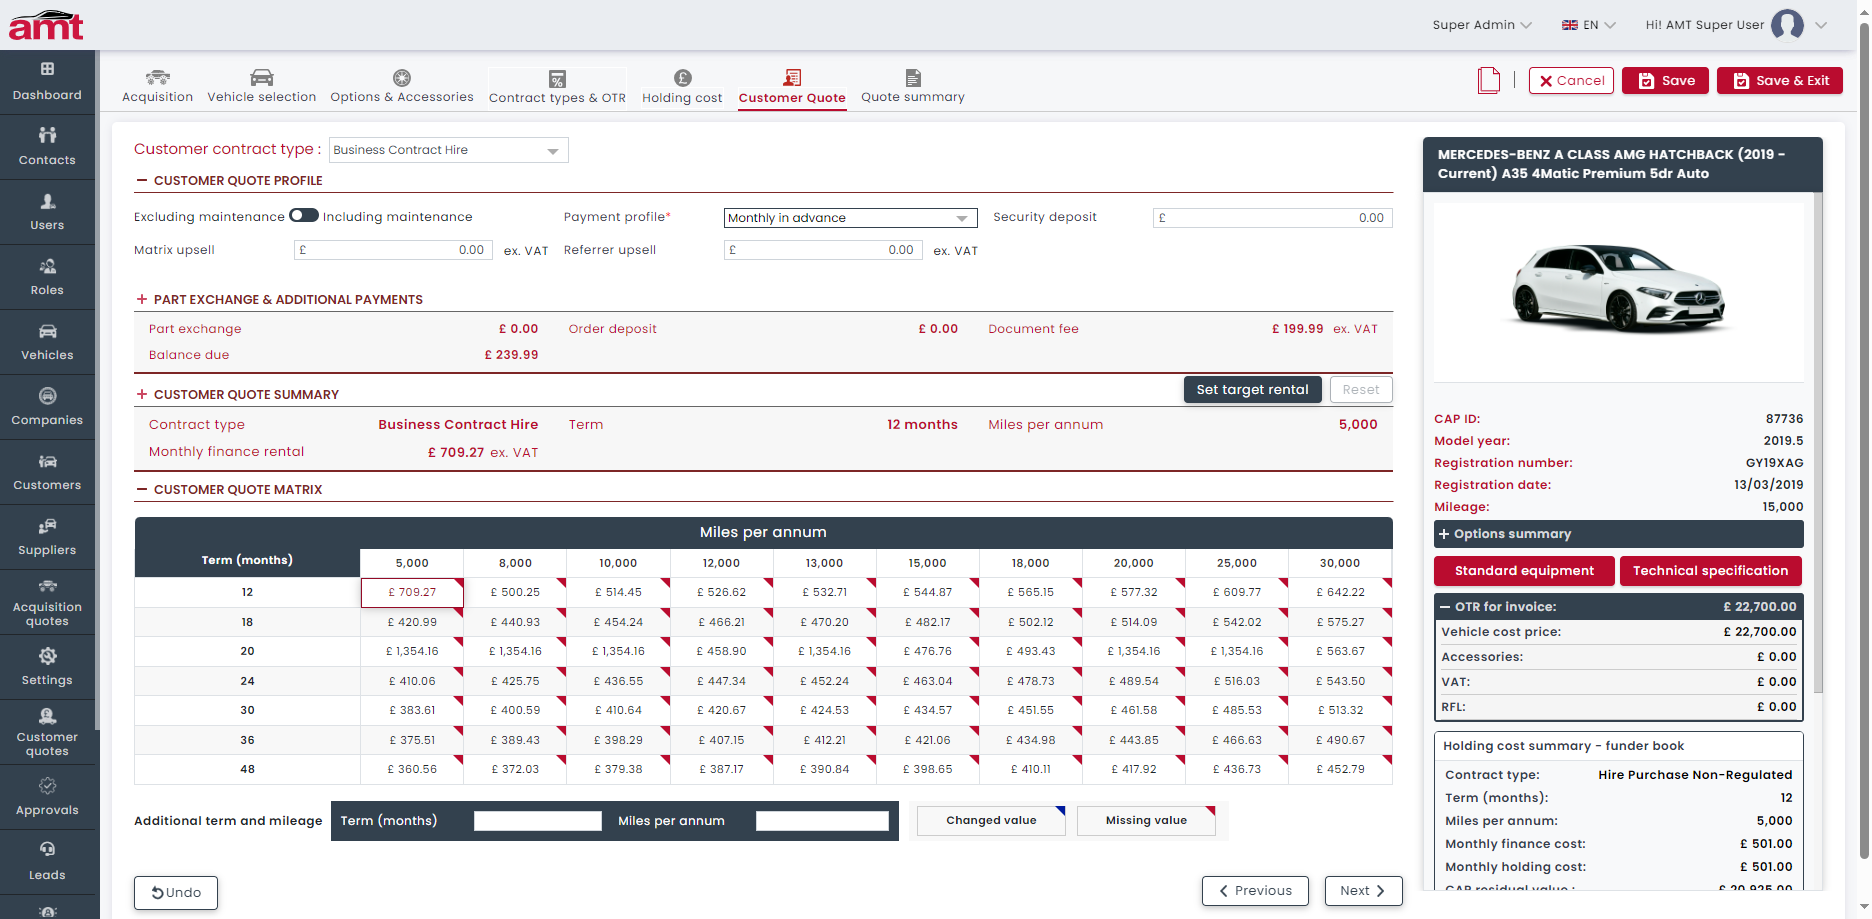 amt
Super Admin
EN
Hi! AMT Super User
Dashboard
Contacts
Users
Roles
Vehicles
Companies
Customers
Suppliers
Acquisition
quotes
Settings
Customer
quotes
Approvals
Leads
Acquisition
Vehicle selection
Options & Accessories
Contract types & OTR
Holding cost
Customer Quote
Quote summary
Cancel
Save
Save & Exit
Customer contract type :
Business Contract Hire
CUSTOMER QUOTE PROFILE
Excluding maintenance
Including maintenance
Payment profile*
Monthly in advance
Security deposit
£ 0.00
Matrix upsell
£ 0.00 ex. VAT
Referrer upsell
£ 0.00 ex. VAT
+ PART EXCHANGE & ADDITIONAL PAYMENTS
Part exchange £ 0.00
Order deposit £ 0.00
Document fee £ 199.99 ex. VAT
Balance due £ 239.99
+ CUSTOMER QUOTE SUMMARY
Set target rental
Reset
Contract type Business Contract Hire
Term 12 months
Miles per annum 5,000
Monthly finance rental £ 709.27 ex. VAT
CUSTOMER QUOTE MATRIX
Miles per annum
Term (months) 5,000 8,000 10,000 12,000 13,000 15,000 18,000 20,000 25,000 30,000
12 £ 709.27 £ 500.25 £ 514.45 £ 526.62 £ 532.71 £ 544.87 £ 565.15 £ 577.32 £ 609.77 £ 642.22
18 £ 420.99 £ 440.93 £ 454.24 £ 466.21 £ 470.20 £ 482.17 £ 502.12 £ 514.09 £ 542.02 £ 575.27
20 £ 1,354.16 £ 1,354.16 £ 1,354.16 £ 458.90 £ 1,354.16 £ 476.76 £ 493.43 £ 1,354.16 £ 1,354.16 £ 563.67
24 £ 410.06 £ 425.75 £ 436.55 £ 447.34 £ 452.24 £ 463.04 £ 478.73 £ 489.54 £ 516.03 £ 543.50
30 £ 383.61 £ 400.59 £ 410.64 £ 420.67 £ 424.53 £ 434.57 £ 451.55 £ 461.58 £ 485.53 £ 513.32
36 £ 375.51 £ 389.43 £ 398.29 £ 407.15 £ 412.21 £ 421.06 £ 434.98 £ 443.85 £ 466.63 £ 490.67
48 £ 360.56 £ 372.03 £ 379.38 £ 387.17 £ 390.84 £ 398.65 £ 410.11 £ 417.92 £ 436.73 £ 452.79
Additional term and mileage
Term (months)
Miles per annum
Changed value
Missing value
Undo
Previous
Next
MERCEDES-BENZ A CLASS AMG HATCHBACK (2019 -
Current) A35 4Matic Premium 5dr Auto
CAP ID: 87736
Model year: 2019.5
Registration number: GY19XAG
Registration date: 13/03/2019
Mileage: 15,000
+ Options summary
Standard equipment
Technical specification
OTR for invoice: £ 22,700.00
Vehicle cost price: £ 22,700.00
Accessories: £ 0.00
VAT: £ 0.00
RFL: £ 0.00
Holding cost summary - funder book
Contract type: Hire Purchase Non-Regulated
Term (months): 12
Miles per annum: 5,000
Monthly finance cost: £ 501.00
Monthly holding cost: £ 501.00
CAP residual value : £ 20,925.00